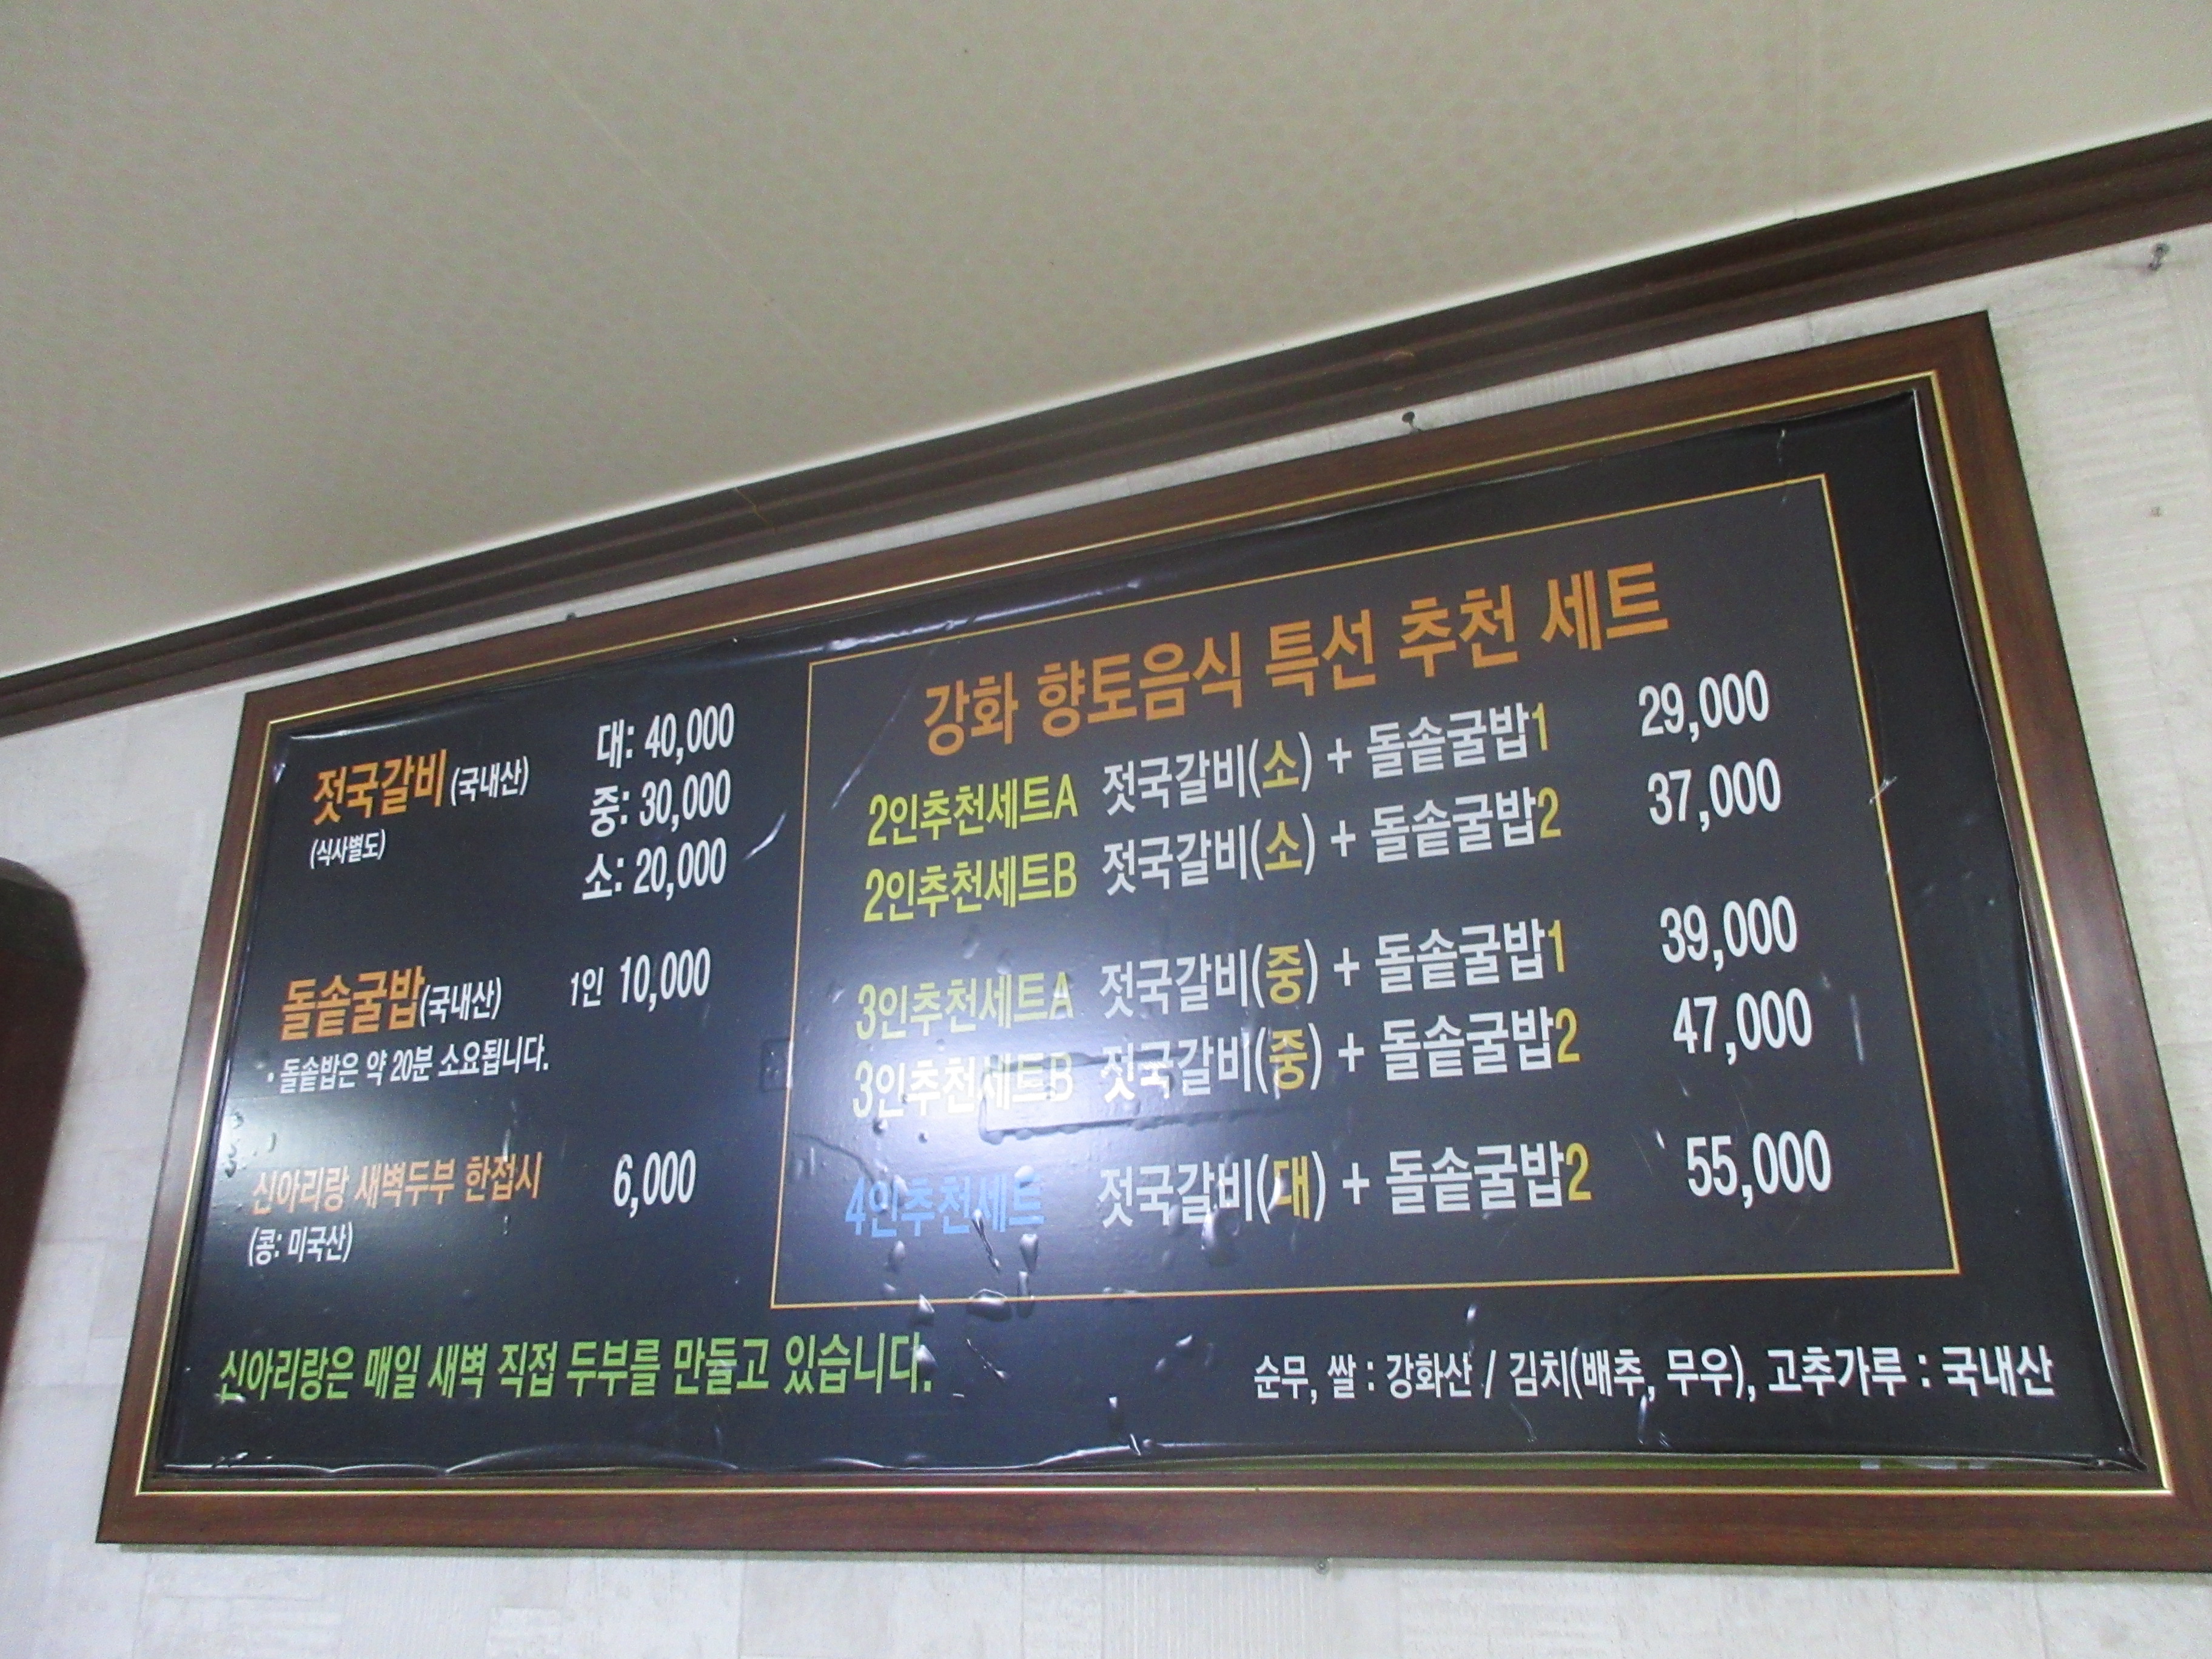 젓국갈비(국내산)
(식사별도)
대: 40,000
중: 30,000
소: 20,000
돌솥굴밥(국내산) 1인 10,000
• 돌솥밥은 약 20분 소요됩니다.
신아리랑 새벽두부 한접시 6,000
(콩: 미국산)
강화 향토음식 특선 추천 세트
2인추천세트A 젓국갈비(소) + 돌솥굴밥1 29,000
2인추천세트B 젓국갈비(소) + 돌솥굴밥2 37,000
3인추천세트A 젓국갈비(중) + 돌솥굴밥1 39,000
3인추천세트B 젓국갈비(중) + 돌솥굴밥2 47,000
4인추천세트 젓국갈비(대) + 돌솥굴밥2 55,000
신아리랑은 매일 새벽 직접 두부를 만들고 있습니다.
순무, 쌀 : 강화산 / 김치(배추, 무우), 고추가루 : 국내산